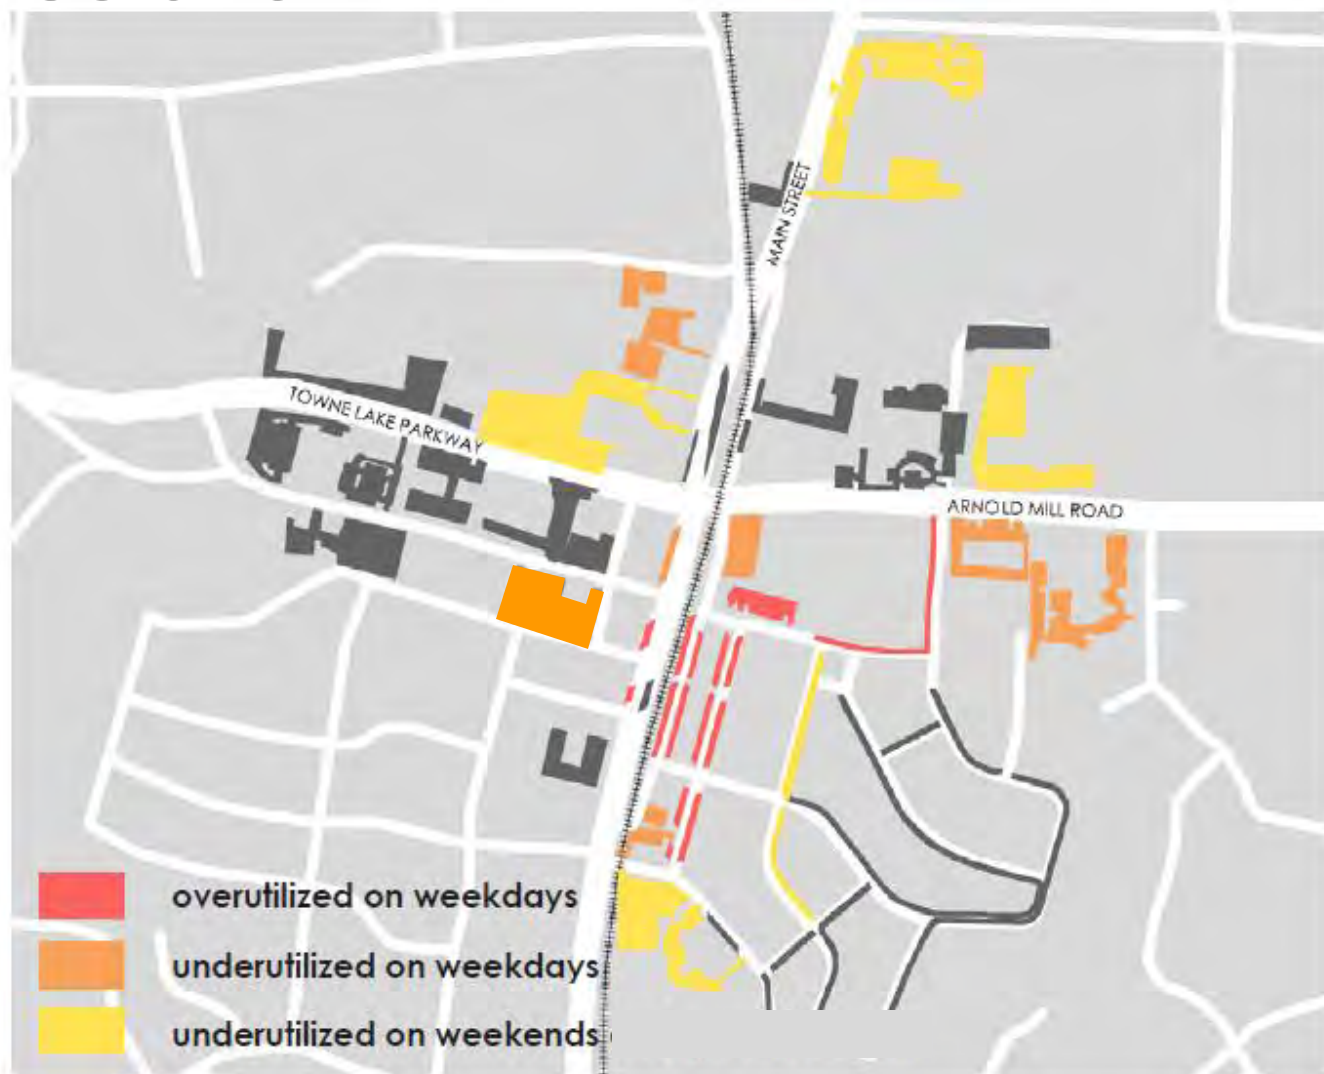 MAIN STREET
TOWNE LAKE PARKWAY
ARNOLD MILL ROAD
overutilized on weekdays
underutilized on weekdays
underutilized on weekends